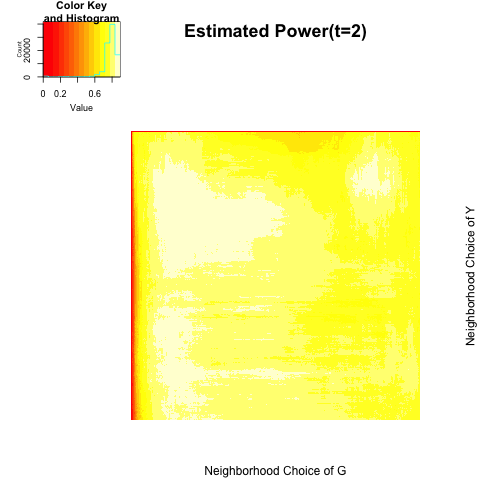 Color Key
and Histogram
Estimated Power(t=2)
Count
0 20000
0 0.2 0.6
Value
Neighborhood Choice of Y
Neighborhood Choice of G